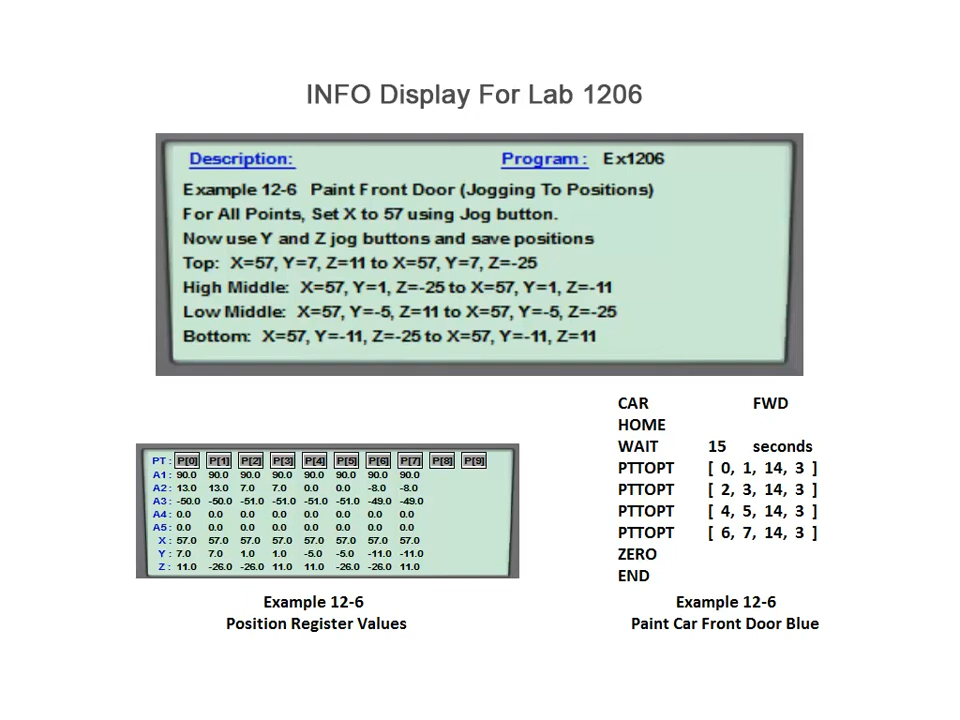 INFO Display For Lab 1206
Description: Program: Ex1206
Example 12-6 Paint Front Door (Jogging To Positions)
For All Points, Set X to 57 using Jog button.
Now use Y and Z jog buttons and save positions
Top: X=57, Y=7, Z=11 to X=57, Y=7, Z=-25
High Middle: X=57, Y=1, Z=-25 to X=57, Y=1, Z=-11
Low Middle: X=57, Y=-5, Z=11 to X=57, Y=-5, Z=-25
Bottom: X=57, Y=-11, Z=-25 to X=57, Y=-11, Z=11
PT: P[0] P[1] P[2] P[3] P[4] P[5] P[6] P[7] P[8] P[9]
A1: 90.0 90.0 90.0 90.0 90.0 90.0 90.0 90.0
A2: 13.0 13.0 7.0 7.0 0.0 0.0 -8.0 -8.0
A3: -50.0 -50.0 -51.0 -51.0 -51.0 -51.0 -49.0 -49.0
A4: 0.0 0.0 0.0 0.0 0.0 0.0 0.0 0.0
A5: 0.0 0.0 0.0 0.0 0.0 0.0 0.0 0.0
X: 57.0 57.0 57.0 57.0 57.0 57.0 57.0 57.0
Y: 7.0 7.0 1.0 1.0 -5.0 -5.0 -11.0 -11.0
Z: 11.0 -26.0 -26.0 11.0 11.0 -26.0 -26.0 11.0
Example 12-6
Position Register Values
CAR FWD
HOME
WAIT 15 seconds
PTTOPT [ 0, 1, 14, 3 ]
PTTOPT [ 2, 3, 14, 3 ]
PTTOPT [ 4, 5, 14, 3 ]
PTTOPT [ 6, 7, 14, 3 ]
ZERO
END
Example 12-6
Paint Car Front Door Blue